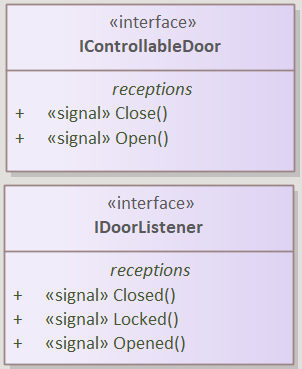 «interface»
IControllableDoor
receptions
+ «signal» Close()
+ «signal» Open()
«interface»
IDoorListener
receptions
+ «signal» Closed()
+ «signal» Locked()
+ «signal» Opened()